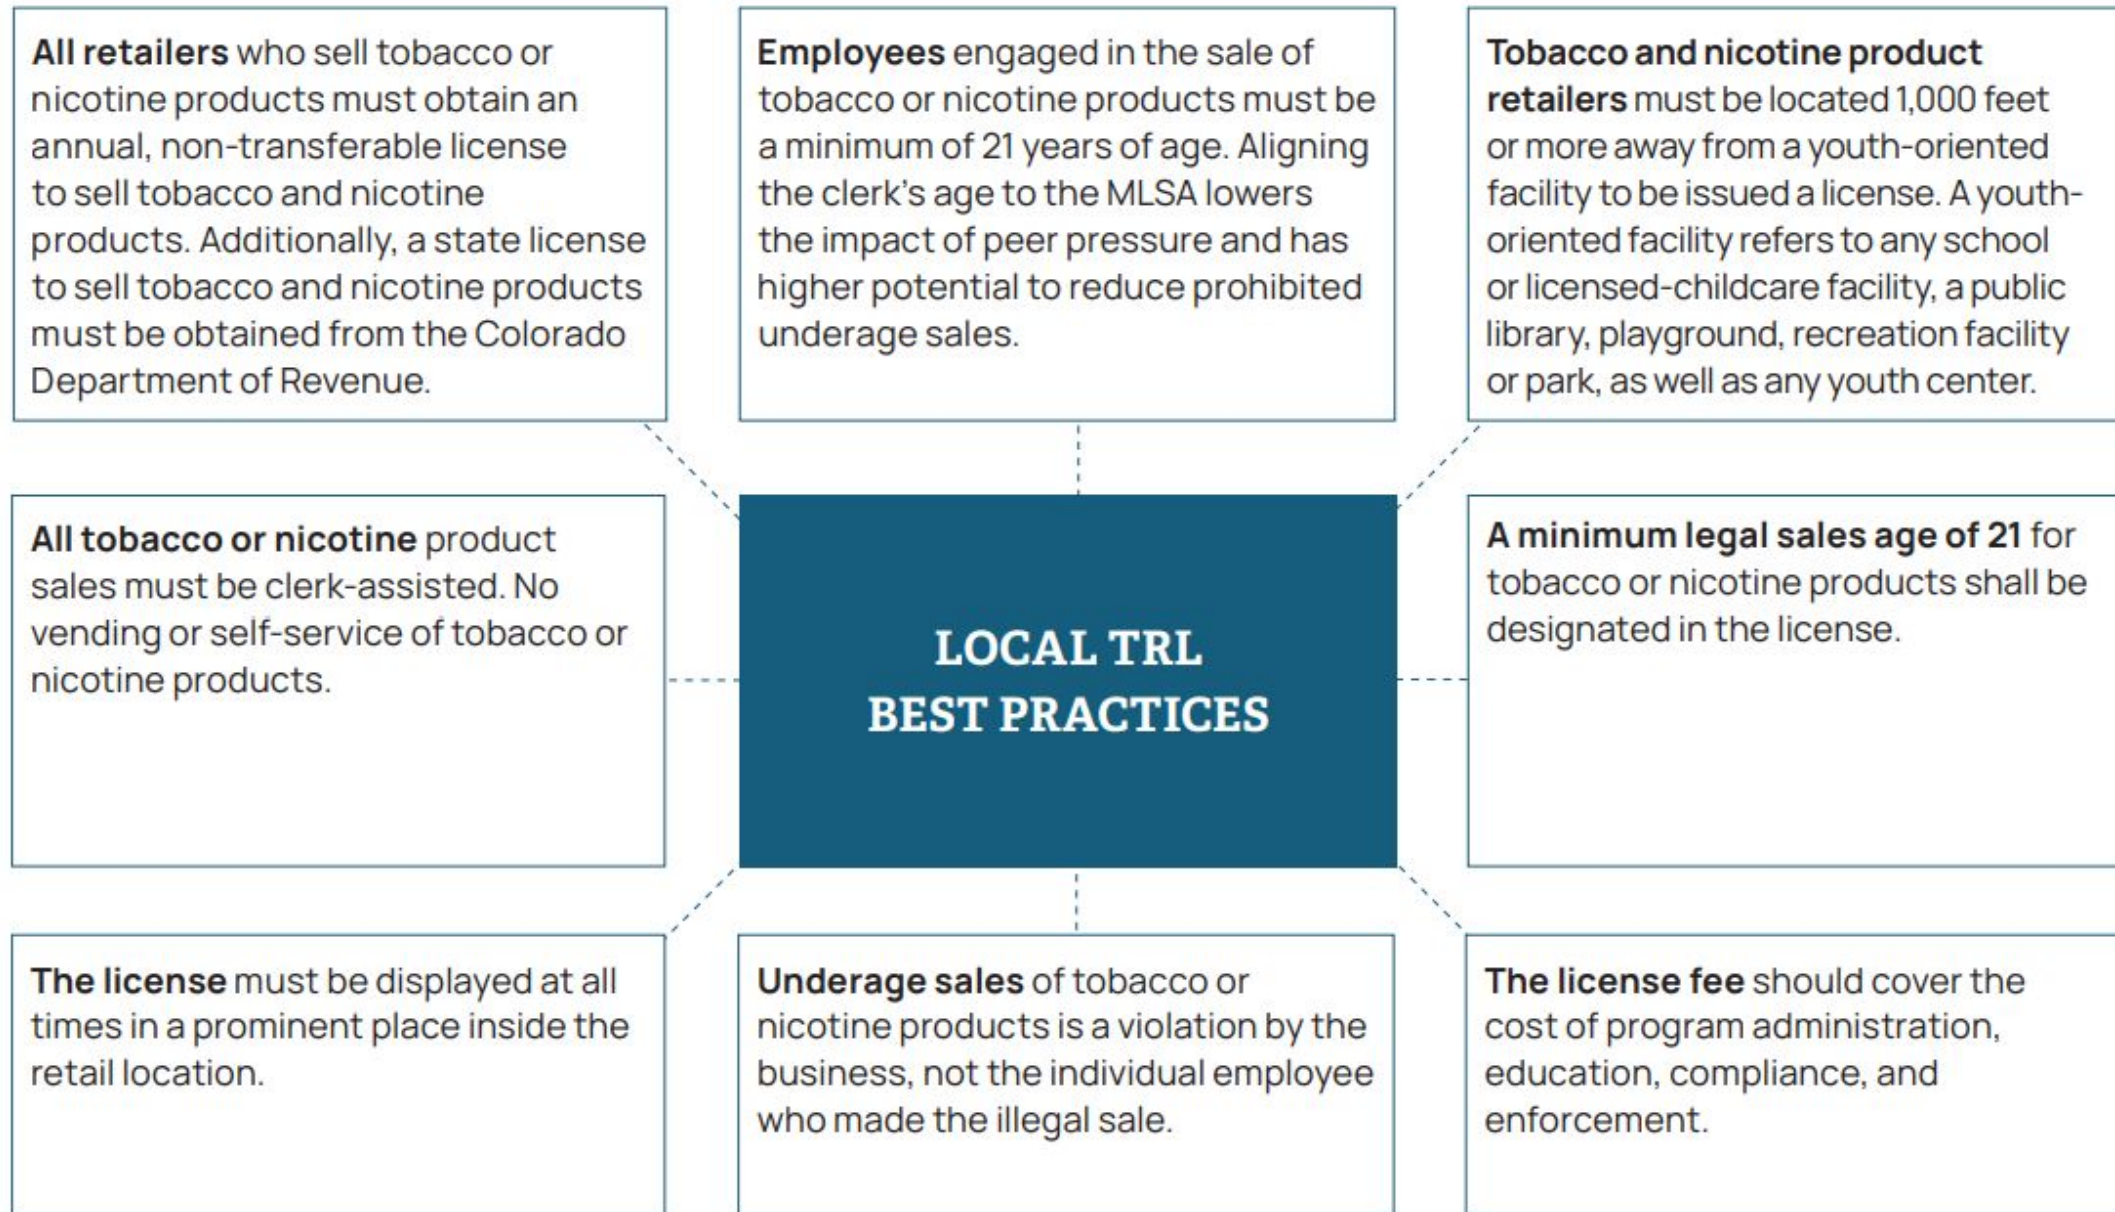 All retailers who sell tobacco or
nicotine products must obtain an
annual, non-transferable license
to sell tobacco and nicotine
products. Additionally, a state license
to sell tobacco and nicotine products
must be obtained from the Colorado
Department of Revenue.
Employees engaged in the sale of
tobacco or nicotine products must be
a minimum of 21 years of age. Aligning
the clerk’s age to the MLSA lowers
the impact of peer pressure and has
higher potential to reduce prohibited
underage sales.
Tobacco and nicotine product
retailers must be located 1,000 feet
or more away from a youth-oriented
facility to be issued a license. A youth-
oriented facility refers to any school
or licensed-childcare facility, a public
library, playground, recreation facility
or park, as well as any youth center.
All tobacco or nicotine product
sales must be clerk-assisted. No
vending or self-service of tobacco or
nicotine products.
LOCAL TRL
BEST PRACTICES
A minimum legal sales age of 21 for
tobacco or nicotine products shall be
designated in the license.
The license must be displayed at all
times in a prominent place inside the
retail location.
Underage sales of tobacco or
nicotine products is a violation by the
business, not the individual employee
who made the illegal sale.
The license fee should cover the
cost of program administration,
education, compliance, and
enforcement.